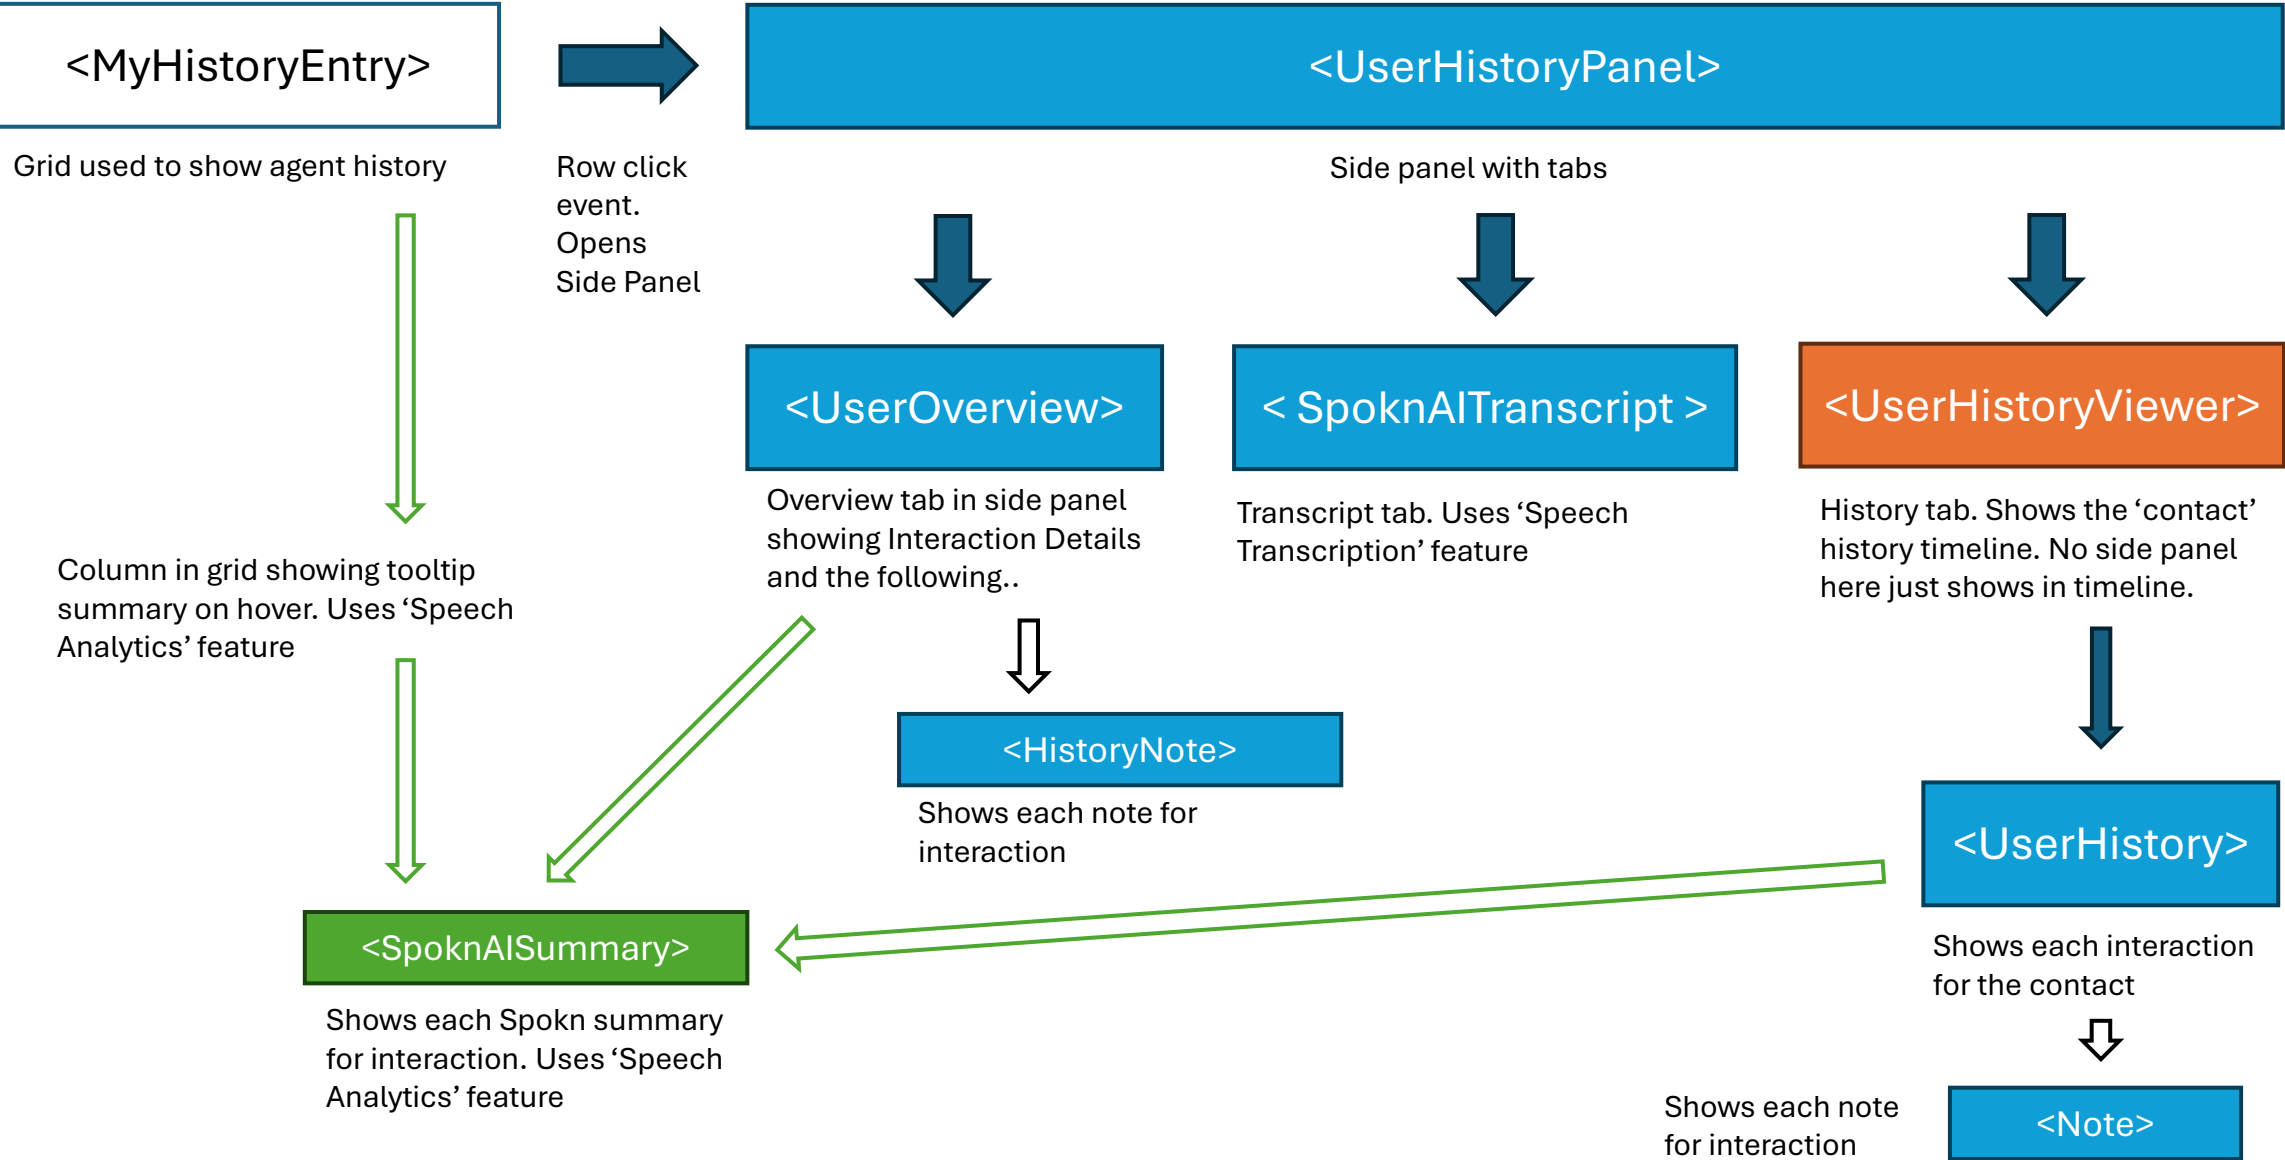 <MyHistoryEntry>
<UserHistoryPanel>
Grid used to show agent history
Row click
event.
Opens
Side Panel
Side panel with tabs
<UserOverview>
< SpoknAITranscript >
<UserHistoryViewer>
Overview tab in side panel
showing Interaction Details
and the following..
Transcript tab. Uses ‘Speech
Transcription’ feature
History tab. Shows the ‘contact’
history timeline. No side panel
here just shows in timeline.
Column in grid showing tooltip
summary on hover. Uses ‘Speech
Analytics’ feature
<HistoryNote>
Shows each note for
interaction
<UserHistory>
Shows each interaction
for the contact
<SpoknAISummary>
Shows each Spokn summary
for interaction. Uses ‘Speech
Analytics’ feature
Shows each note
for interaction
<Note>